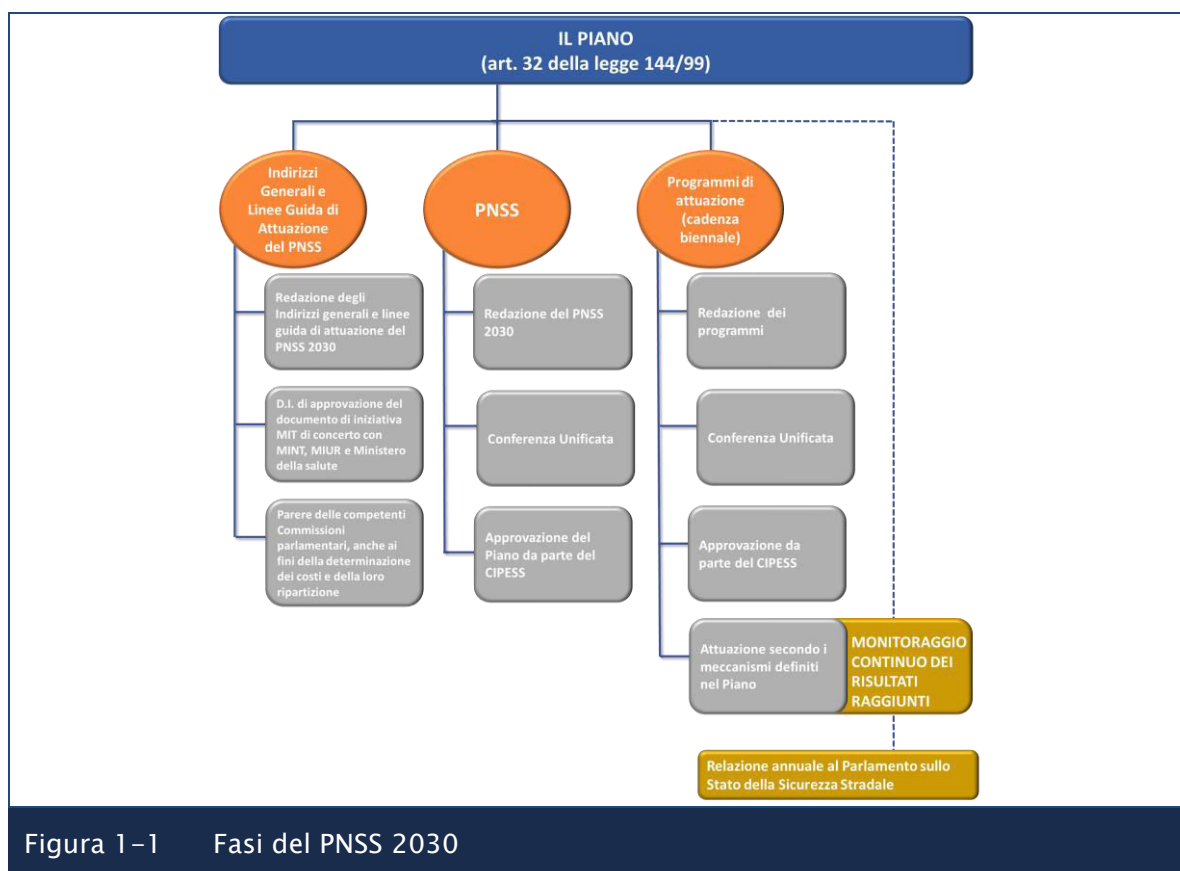 IL PIANO
(art. 32 della legge 144/99)
Indirizzi
Generali e
Linee Guida di
Attuazione
del PNSS
Redazione degli
Indirizzi generali e linee
guida di attuazione del
PNSS 2030
D.I. di approvazione del
documento di iniziativa
MIT di concerto con
MINT, MIUR e Ministero
della salute
Parere delle competenti
Commissioni
parlamentari, anche ai
fini della determinazione
dei costi e della loro
ripartizione
PNSS
Redazione del PNSS
2030
Conferenza Unificata
Approvazione del
Piano da parte del
CIPESS
Programmi di
attuazione
(cadenza
biennale)
Redazione dei
programmi
Conferenza Unificata
Approvazione da
parte del CIPESS
Attuazione secondo i
meccanismi definiti
nel Piano
MONITORAGGIO
CONTINUO DEI
RISULTATI
RAGGIUNTI
Relazione annuale al Parlamento sullo
Stato della Sicurezza Stradale
Figura 1-1 Fasi del PNSS 2030